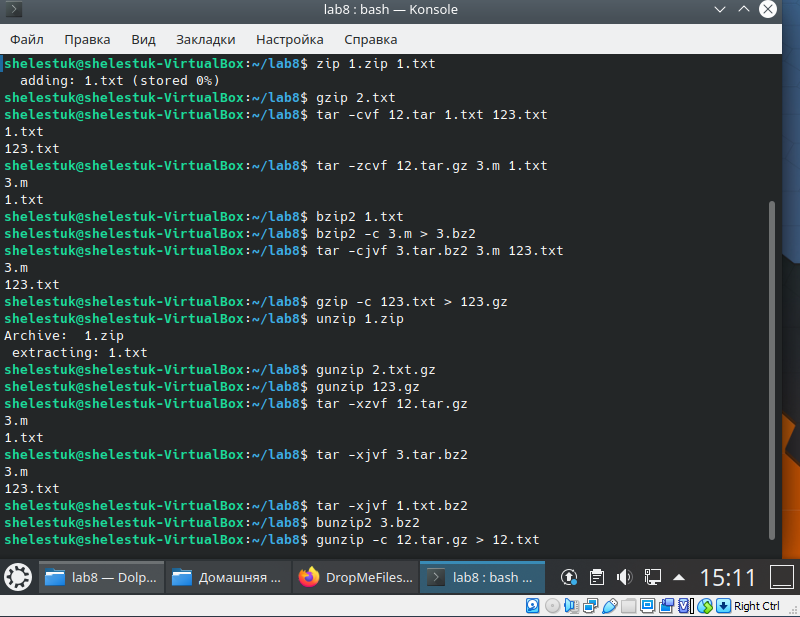 lab8 : bash — Konsole
Файл Правка Вид Закладки Настройка Справка
shelestuk@shelestuk-VirtualBox:~/lab8$ zip 1.zip 1.txt
  adding: 1.txt (stored 0%)
shelestuk@shelestuk-VirtualBox:~/lab8$ gzip 2.txt
shelestuk@shelestuk-VirtualBox:~/lab8$ tar -cvf 12.tar 1.txt 123.txt
1.txt
123.txt
shelestuk@shelestuk-VirtualBox:~/lab8$ tar -zcvf 12.tar.gz 3.m 1.txt
3.m
1.txt
shelestuk@shelestuk-VirtualBox:~/lab8$ bzip2 1.txt
shelestuk@shelestuk-VirtualBox:~/lab8$ bzip2 -c 3.m > 3.bz2
shelestuk@shelestuk-VirtualBox:~/lab8$ tar -cjvf 3.tar.bz2 3.m 123.txt
3.m
123.txt
shelestuk@shelestuk-VirtualBox:~/lab8$ gzip -c 123.txt > 123.gz
shelestuk@shelestuk-VirtualBox:~/lab8$ unzip 1.zip
Archive:  1.zip
 extracting: 1.txt
shelestuk@shelestuk-VirtualBox:~/lab8$ gunzip 2.txt.gz
shelestuk@shelestuk-VirtualBox:~/lab8$ gunzip 123.gz
shelestuk@shelestuk-VirtualBox:~/lab8$ tar -xzvf 12.tar.gz
3.m
1.txt
shelestuk@shelestuk-VirtualBox:~/lab8$ tar -xjvf 3.tar.bz2
3.m
123.txt
shelestuk@shelestuk-VirtualBox:~/lab8$ tar -xjvf 1.txt.bz2
shelestuk@shelestuk-VirtualBox:~/lab8$ bunzip2 3.bz2
shelestuk@shelestuk-VirtualBox:~/lab8$ gunzip -c 12.tar.gz > 12.txt
lab8 — Dolp... Домашняя ... DropMeFiles... lab8 : bash ... 15:11
Right Ctrl